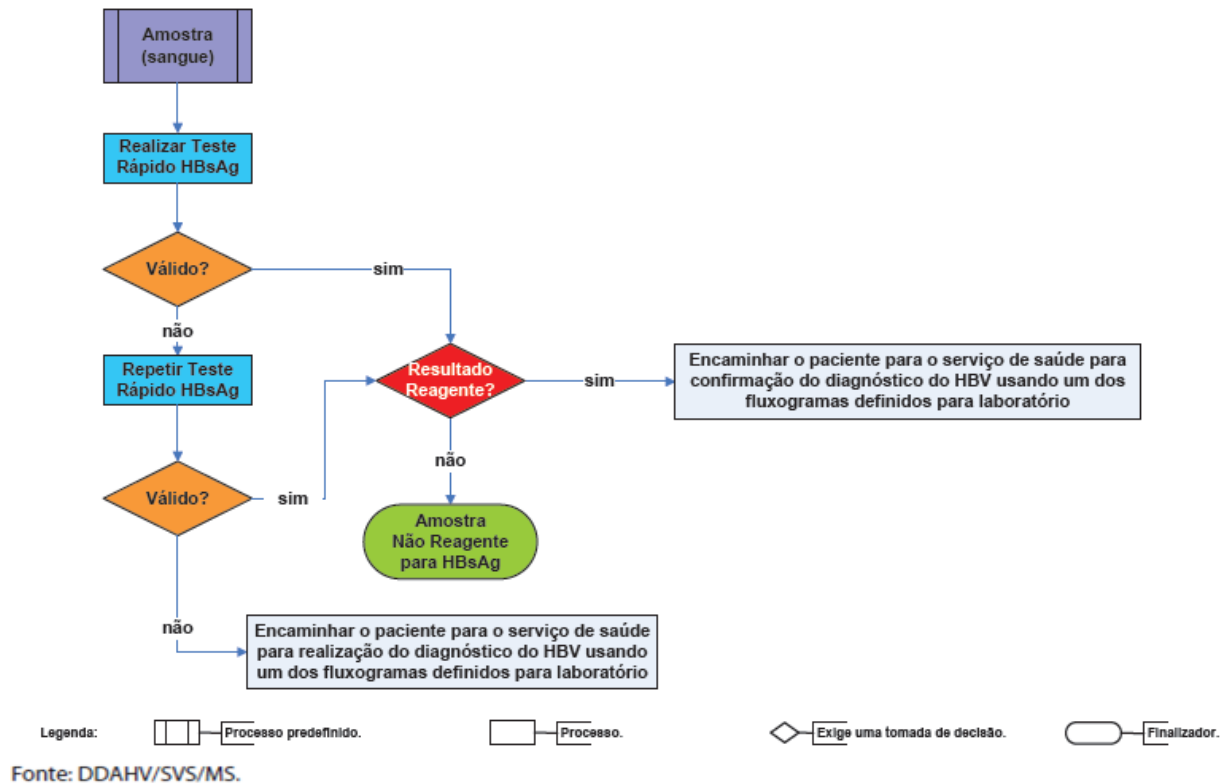 Amostra
(sangue)
Realizar Teste
Rápido HBsAg
Válido?
sim
não
Repetir Teste
Rápido HBsAg
Resultado
Reagente?
sim
Encaminhar o paciente para o serviço de saúde para
confirmação do diagnóstico do HBV usando um dos
fluxogramas definidos para laboratório
não
Válido?
sim
Amostra
Não Reagente
para HBsAg
não
Encaminhar o paciente para o serviço de saúde
para realização do diagnóstico do HBV usando
um dos fluxogramas definidos para laboratório
Legenda:
Processo predefinido.
Processo.
Exige uma tomada de decisão.
Finalizador.
Fonte: DDAHV/SVS/MS.